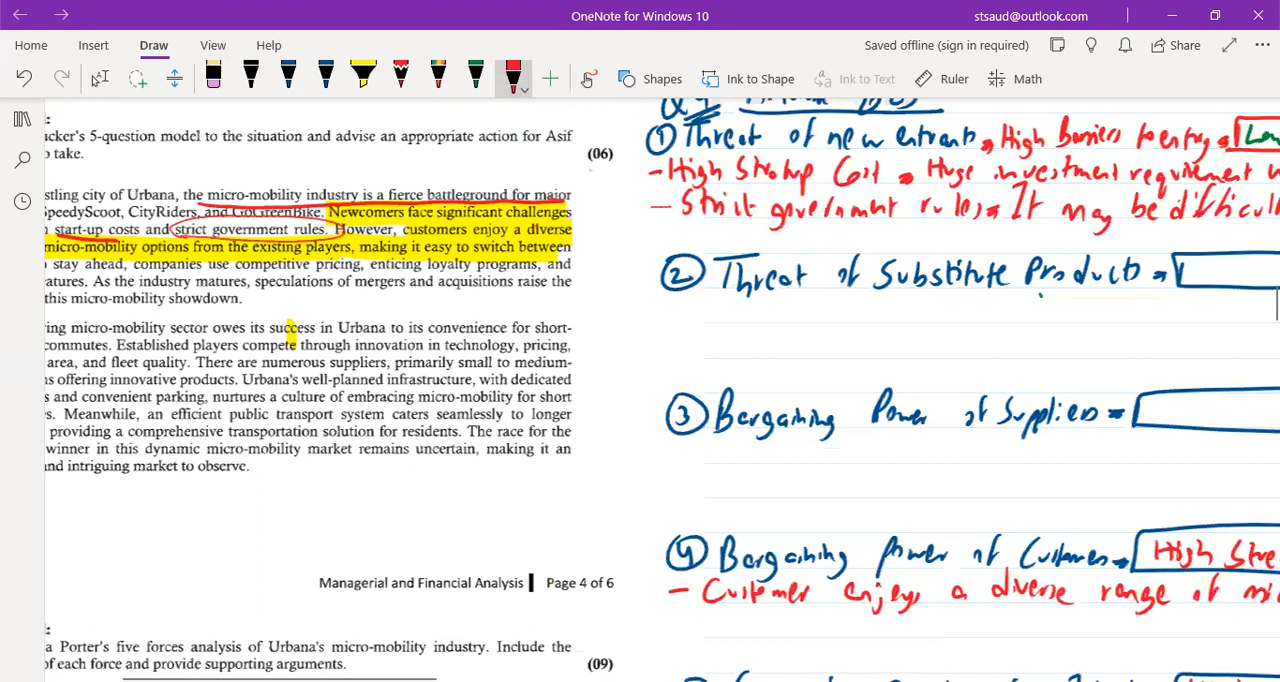 OneNote for Windows 10
stsaud@outlook.com
Home Insert Draw View Help
Saved offline (sign in required)
Share
Shapes
Ink to Shape
Ink to Text
Ruler
Math
ucker's 5-question model to the situation and advise an appropriate action for Asif
o take.
(06)
stling city of Urbana, the micro-mobility industry is a fierce battleground for major
SpeedyScoot, CityRiders, and GoGreenBike. Newcomers face significant challenges
start-up costs and strict government rules. However, customers enjoy a diverse
micro-mobility options from the existing players, making it easy to switch between
stay ahead, companies use competitive pricing, enticing loyalty programs, and
atures. As the industry matures, speculations of mergers and acquisitions raise the
this micro-mobility showdown.
ring micro-mobility sector owes its success in Urbana to its convenience for short-
commutes. Established players compete through innovation in technology, pricing,
area, and fleet quality. There are numerous suppliers, primarily small to medium-
ns offering innovative products. Urbana's well-planned infrastructure, with dedicated
s and convenient parking, nurtures a culture of embracing micro-mobility for short
s. Meanwhile, an efficient public transport system caters seamlessly to longer
providing a comprehensive transportation solution for residents. The race for the
winner in this dynamic micro-mobility market remains uncertain, making it an
and intriguing market to observe.
Managerial and Financial Analysis | Page 4 of 6
a Porter's five forces analysis of Urbana's micro-mobility industry. Include the
of each force and provide supporting arguments.
(09)
① Threat of new entrants High Barriers to entry
- High Startup Cost Huge investment requirement
- Strict government rules It may be difficul
② Threat of Substitute Products
③ Bargaining Power of Suppliers
④ Bargaining power of Customers High Stre
- Customer enjoys a diverse range of mi